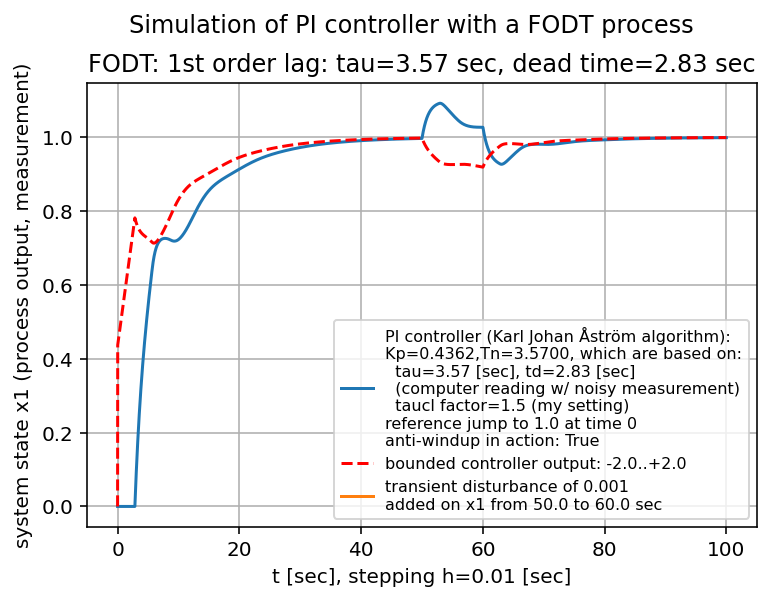 Simulation of PI controller with a FODT process
FODT: 1st order lag: tau=3.57 sec, dead time=2.83 sec
system state x1 (process output, measurement)
1.0
0.8
0.6
0.4
0.2
0.0
PI controller (Karl Johan Åström algorithm):
Kp=0.4362,Tn=3.5700, which are based on:
tau=3.57 [sec], td=2.83 [sec]
(computer reading w/ noisy measurement)
taucl factor=1.5 (my setting)
reference jump to 1.0 at time 0
anti-windup in action: True
bounded controller output: -2.0..+2.0
transient disturbance of 0.001
added on x1 from 50.0 to 60.0 sec
0 20 40 60 80 100
t [sec], stepping h=0.01 [sec]